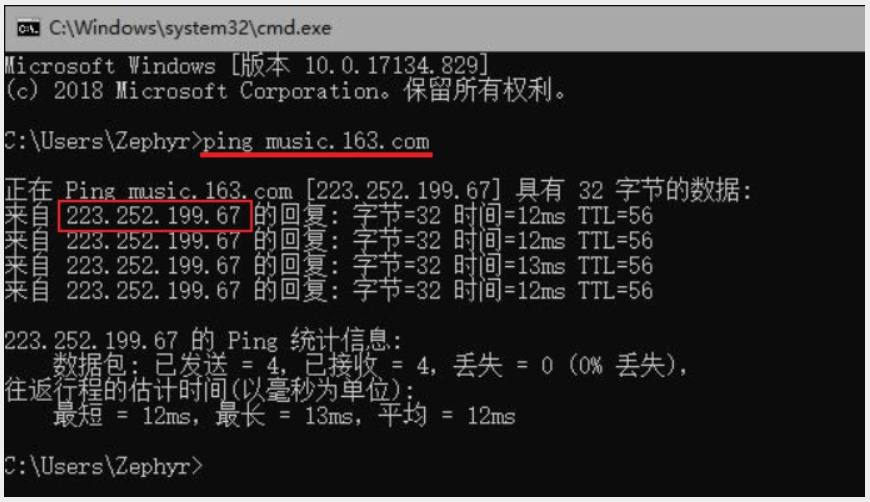 C:\Windows\system32\cmd.exe
Microsoft Windows [版本 10.0.17134.829]
(c) 2018 Microsoft Corporation。保留所有权利。
C:\Users\Zephyr>ping music.163.com
正在 Ping music.163.com [223.252.199.67] 具有 32 字节的数据:
来自 223.252.199.67 的回复: 字节=32 时间=12ms TTL=56
来自 223.252.199.67 的回复: 字节=32 时间=12ms TTL=56
来自 223.252.199.67 的回复: 字节=32 时间=13ms TTL=56
来自 223.252.199.67 的回复: 字节=32 时间=12ms TTL=56
223.252.199.67 的 Ping 统计信息:
数据包: 已发送 = 4，已接收 = 4，丢失 = 0 (0% 丢失)，
往返行程的估计时间(以毫秒为单位):
最短 = 12ms，最长 = 13ms，平均 = 12ms
C:\Users\Zephyr>